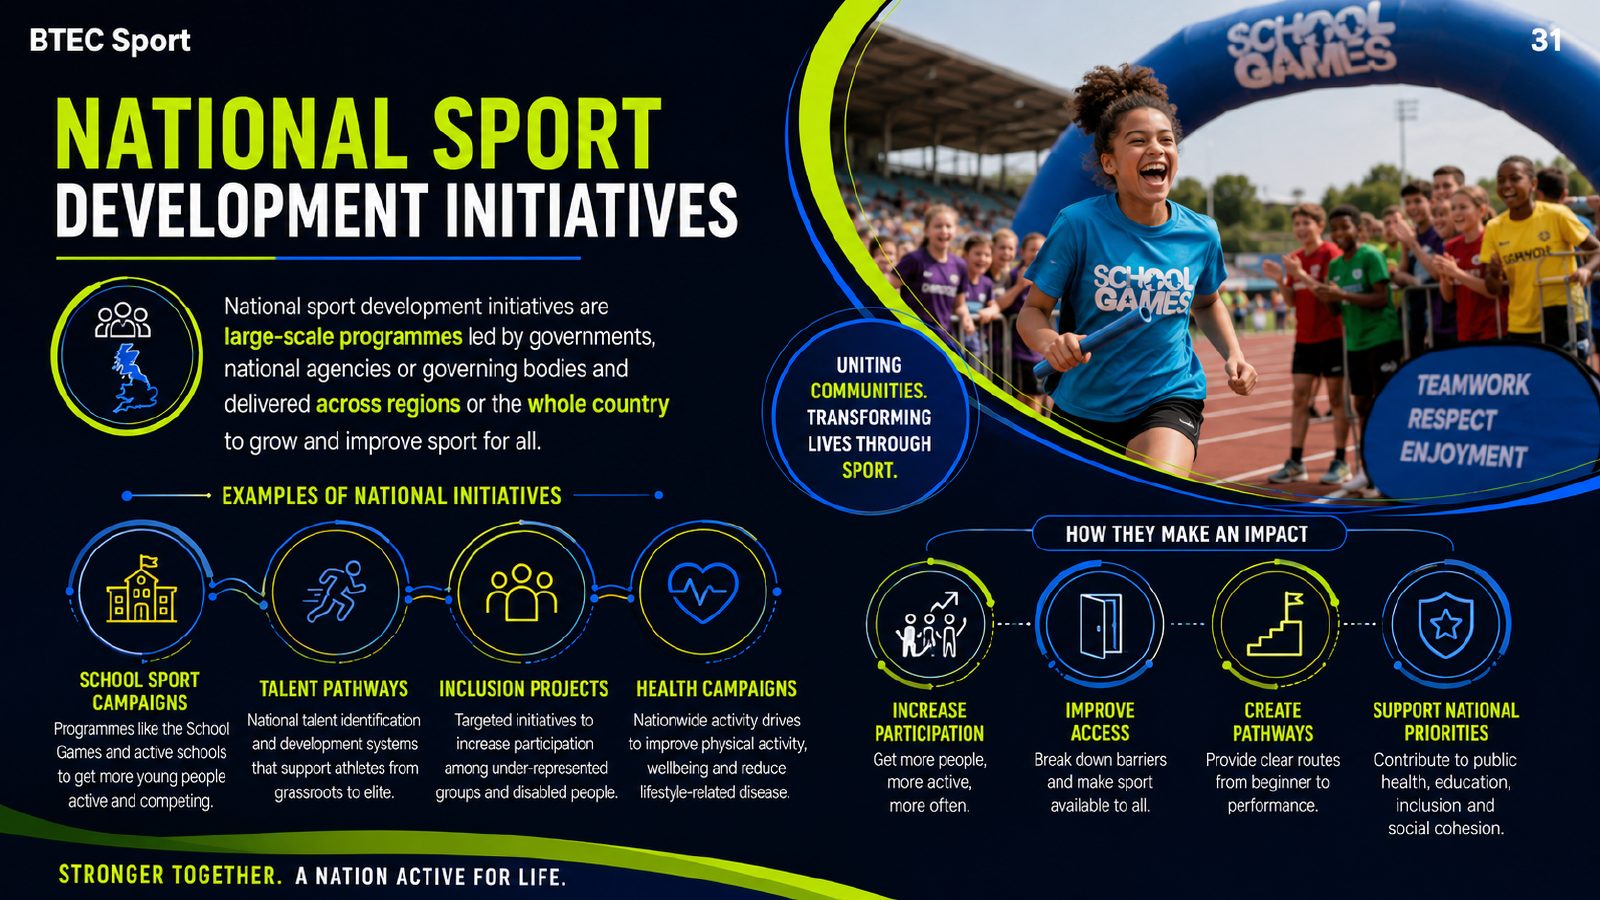 BTEC Sport
31
NATIONAL SPORT
DEVELOPMENT INITIATIVES
National sport development initiatives are
large-scale programmes led by governments,
national agencies or governing bodies and
delivered across regions or the whole country
to grow and improve sport for all.
SCHOOL
GAMES
SCHOOL
GAMES
TEAMWORK
RESPECT
ENJOYMENT
UNITING
COMMUNITIES.
TRANSFORMING
LIVES THROUGH
SPORT.
EXAMPLES OF NATIONAL INITIATIVES
SCHOOL SPORT
CAMPAIGNS
Programmes like the School
Games and active schools
to get more young people
active and competing.
TALENT PATHWAYS
National talent identification
and development systems
that support athletes from
grassroots to elite.
INCLUSION PROJECTS
Targeted initiatives to
increase participation
among under-represented
groups and disabled people.
HEALTH CAMPAIGNS
Nationwide activity drives
to improve physical activity,
wellbeing and reduce
lifestyle-related disease.
HOW THEY MAKE AN IMPACT
INCREASE
PARTICIPATION
Get more people,
more active,
more often.
IMPROVE
ACCESS
Break down barriers
and make sport
available to all.
CREATE
PATHWAYS
Provide clear routes
from beginner to
performance.
SUPPORT NATIONAL
PRIORITIES
Contribute to public
health, education,
inclusion and
social cohesion.
STRONGER TOGETHER. A NATION ACTIVE FOR LIFE.